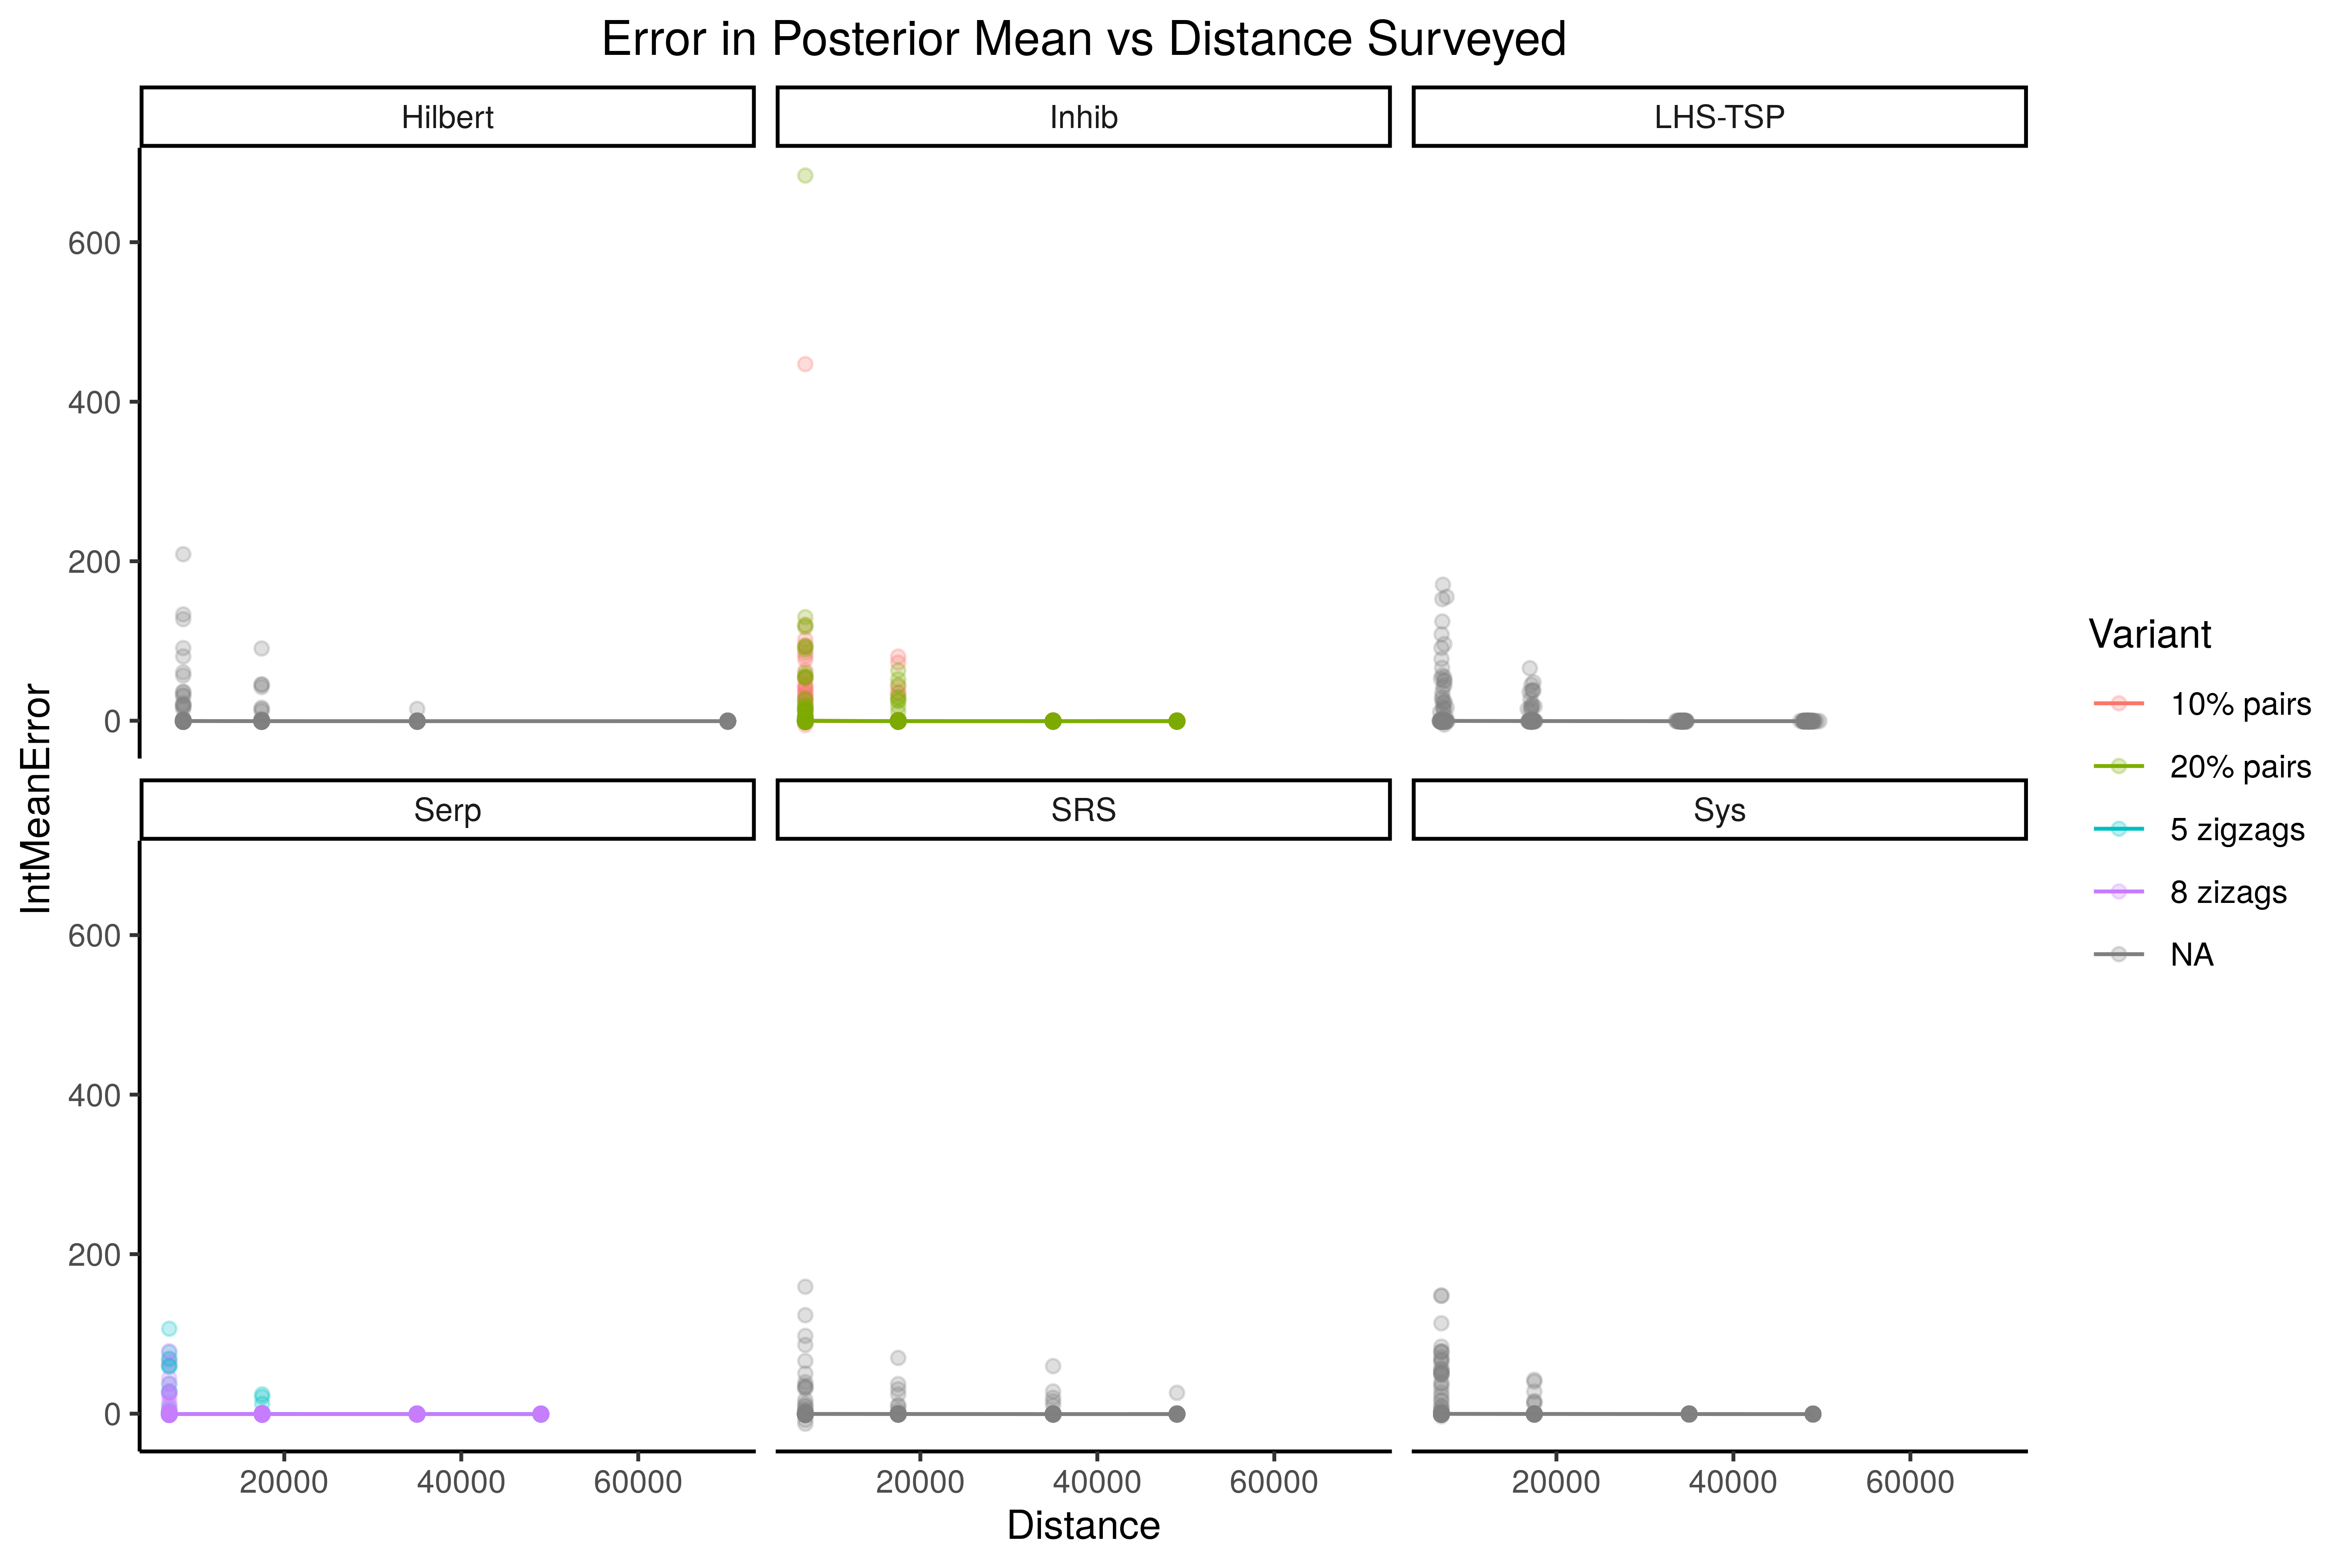 Error in Posterior Mean vs Distance Surveyed
Hilbert
Inhib
LHS-TSP
600
400
200
0
Serp
SRS
Sys
600
400
200
0
20000 40000 60000
20000 40000 60000
20000 40000 60000
Distance
IntMeanError
Variant
10% pairs
20% pairs
5 zigzags
8 zizags
NA